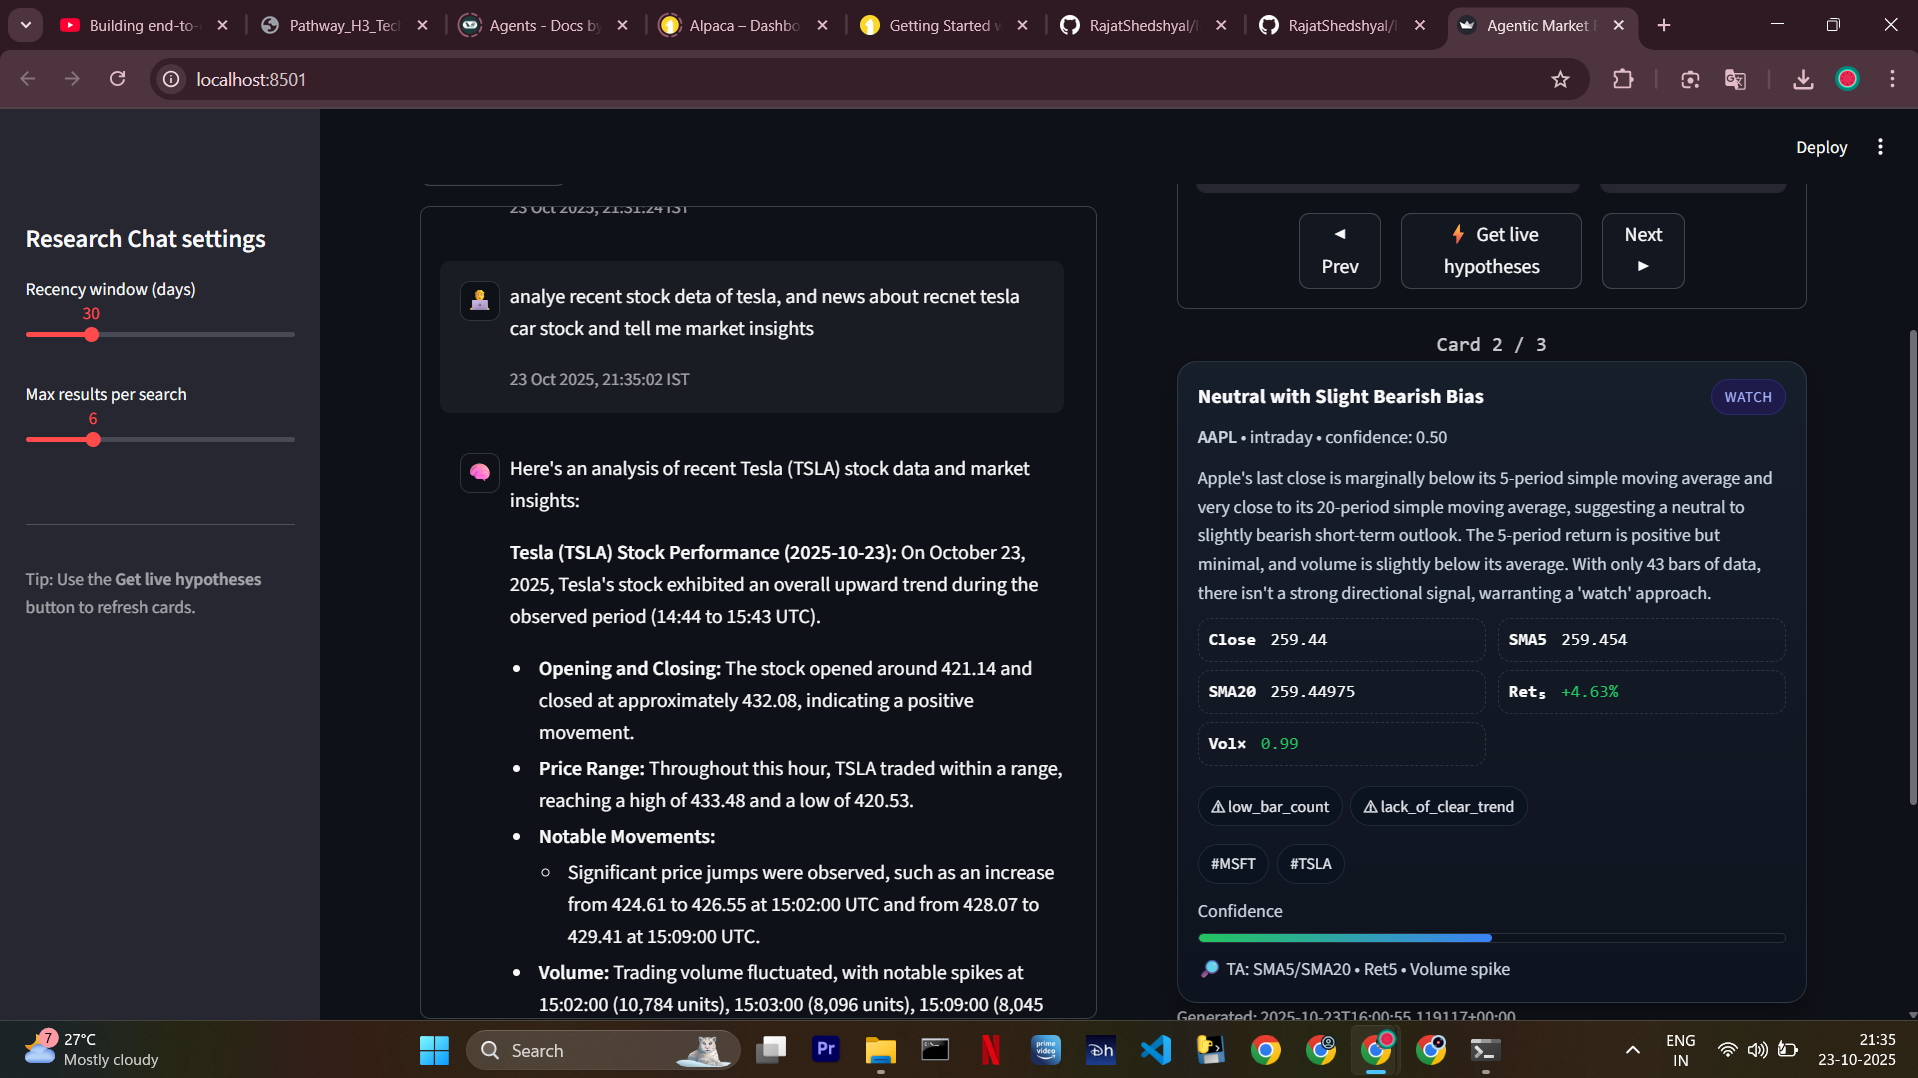 Building end-to-
Pathway_H3_Tec
Agents - Docs by
Alpaca – Dashbo
Getting Started w
RajatShedshyal/
RajatShedshyal/
Agentic Market
localhost:8501
Deploy
Research Chat settings
Recency window (days)
30
Max results per search
6
Tip: Use the Get live hypotheses
button to refresh cards.
23 Oct 2025, 21:31:24 IST
analye recent stock deta of tesla, and news about recnet tesla
car stock and tell me market insights
23 Oct 2025, 21:35:02 IST
Here's an analysis of recent Tesla (TSLA) stock data and market
insights:
Tesla (TSLA) Stock Performance (2025-10-23): On October 23,
2025, Tesla's stock exhibited an overall upward trend during the
observed period (14:44 to 15:43 UTC).
• Opening and Closing: The stock opened around 421.14 and
closed at approximately 432.08, indicating a positive
movement.
• Price Range: Throughout this hour, TSLA traded within a range,
reaching a high of 433.48 and a low of 420.53.
• Notable Movements:
○ Significant price jumps were observed, such as an increase
from 424.61 to 426.55 at 15:02:00 UTC and from 428.07 to
429.41 at 15:09:00 UTC.
• Volume: Trading volume fluctuated, with notable spikes at
15:02:00 (10,784 units), 15:03:00 (8,096 units), 15:09:00 (8,045
◄
Prev
⚡ Get live
hypotheses
Next
►
Card 2 / 3
Neutral with Slight Bearish Bias
WATCH
AAPL • intraday • confidence: 0.50
Apple's last close is marginally below its 5-period simple moving average and
very close to its 20-period simple moving average, suggesting a neutral to
slightly bearish short-term outlook. The 5-period return is positive but
minimal, and volume is slightly below its average. With only 43 bars of data,
there isn't a strong directional signal, warranting a 'watch' approach.
Close 259.44
SMA5 259.454
SMA20 259.44975
Ret₅ +4.63%
Vol× 0.99
⚠ low_bar_count
⚠ lack_of_clear_trend
#MSFT
#TSLA
Confidence
🔎 TA: SMA5/SMA20 • Ret5 • Volume spike
Generated: 2025-10-23T16:00:55.119117+00:00
7
27°C
Mostly cloudy
Search
Pr
prime
video
Dh
ENG
IN
21:35
23-10-2025